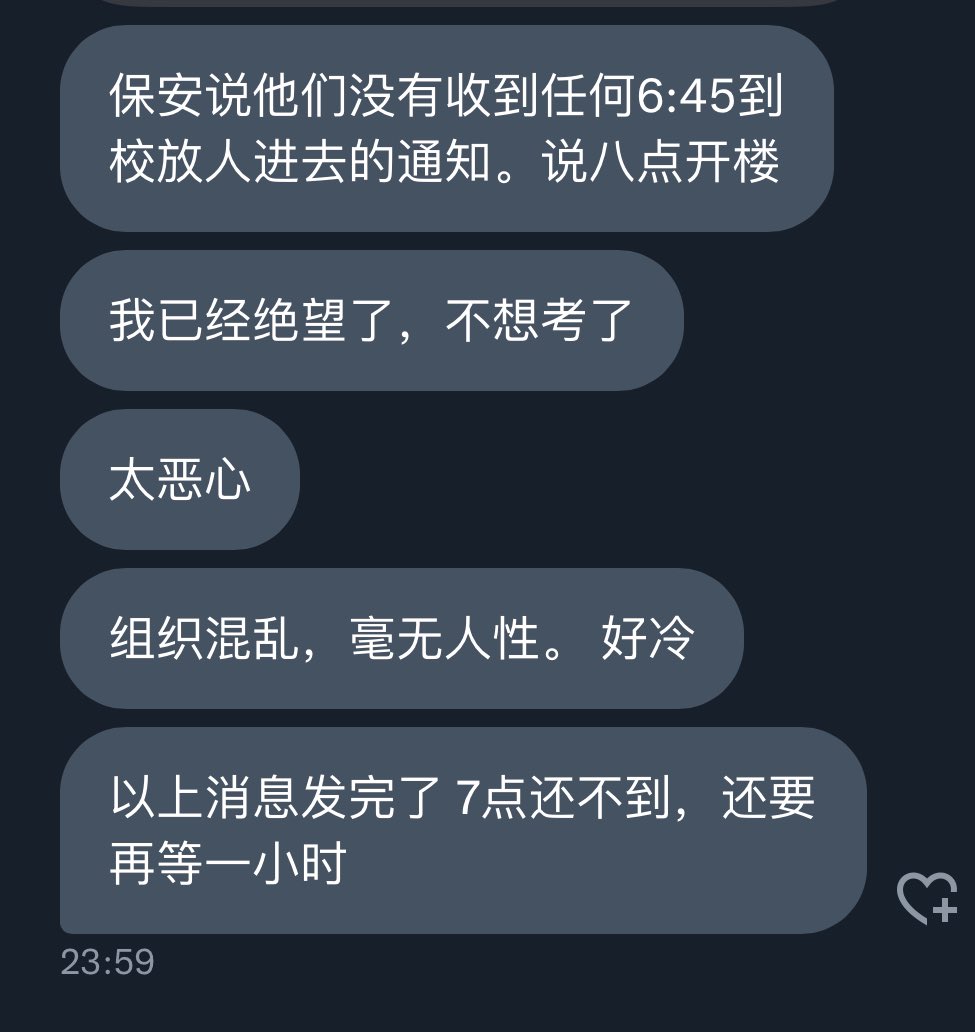 保安说他们没有收到任何6:45到
校放人进去的通知。说八点开楼
我已经绝望了，不想考了
太恶心
组织混乱，毫无人性。 好冷
以上消息发完了 7点还不到，还要
再等一小时
23:59